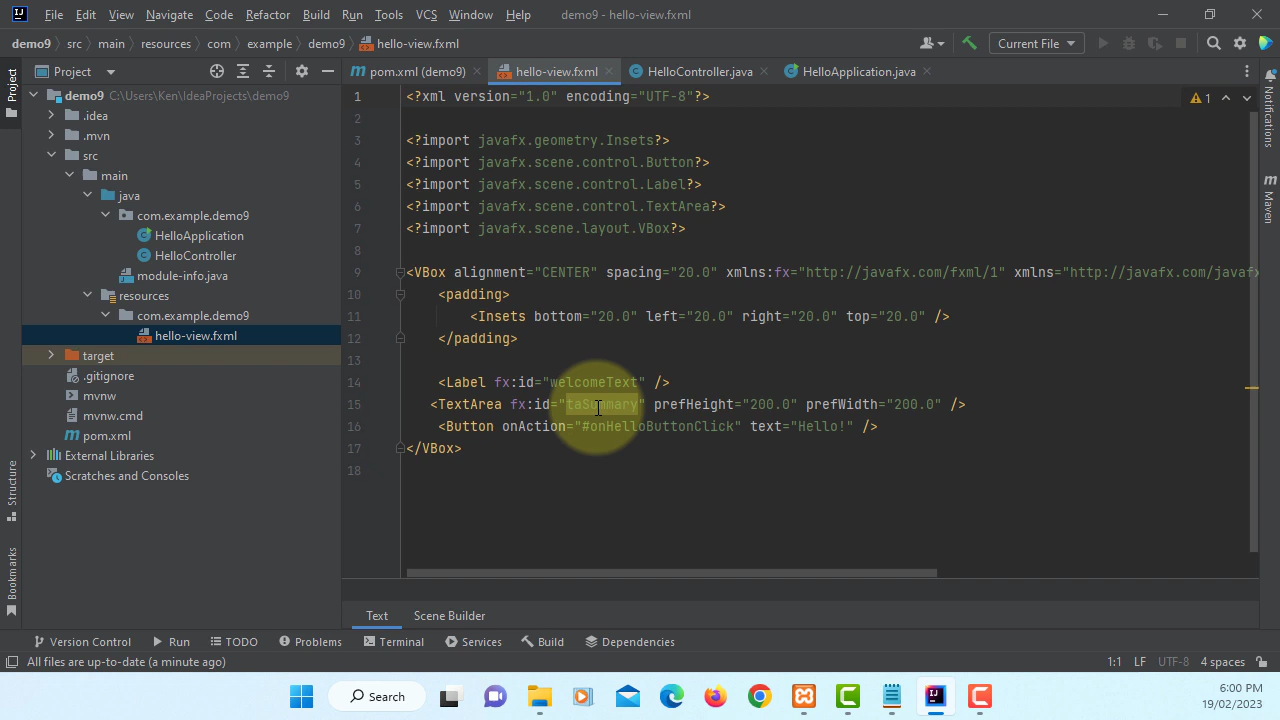 File Edit View Navigate Code Refactor Build Run Tools VCS Window Help demo9 - hello-view.fxml
demo9 src main resources com example demo9 hello-view.fxml Current File
Project pom.xml (demo9) hello-view.fxml HelloController.java HelloApplication.java
Project
Notifications
Maven
Structure
Bookmarks
demo9 C:\Users\Ken\IdeaProjects\demo9
.idea
.mvn
src
main
java
com.example.demo9
HelloApplication
HelloController
module-info.java
resources
com.example.demo9
hello-view.fxml
target
.gitignore
mvnw
mvnw.cmd
pom.xml
External Libraries
Scratches and Consoles
1 <?xml version="1.0" encoding="UTF-8"?> 1
2
3 <?import javafx.geometry.Insets?>
4 <?import javafx.scene.control.Button?>
5 <?import javafx.scene.control.Label?>
6 <?import javafx.scene.control.TextArea?>
7 <?import javafx.scene.layout.VBox?>
8
9 <VBox alignment="CENTER" spacing="20.0" xmlns:fx="http://javafx.com/fxml/1" xmlns="http://javafx.com/javaf
10 <padding>
11 <Insets bottom="20.0" left="20.0" right="20.0" top="20.0" />
12 </padding>
13
14 <Label fx:id="welcomeText" />
15 <TextArea fx:id="taSummary" prefHeight="200.0" prefWidth="200.0" />
16 <Button onAction="#onHelloButtonClick" text="Hello!" />
17 </VBox>
18
Text Scene Builder
Version Control Run TODO Problems Terminal Services Build Dependencies
All files are up-to-date (a minute ago) 1:1 LF UTF-8 4 spaces
Search
6:00 PM
19/02/2023